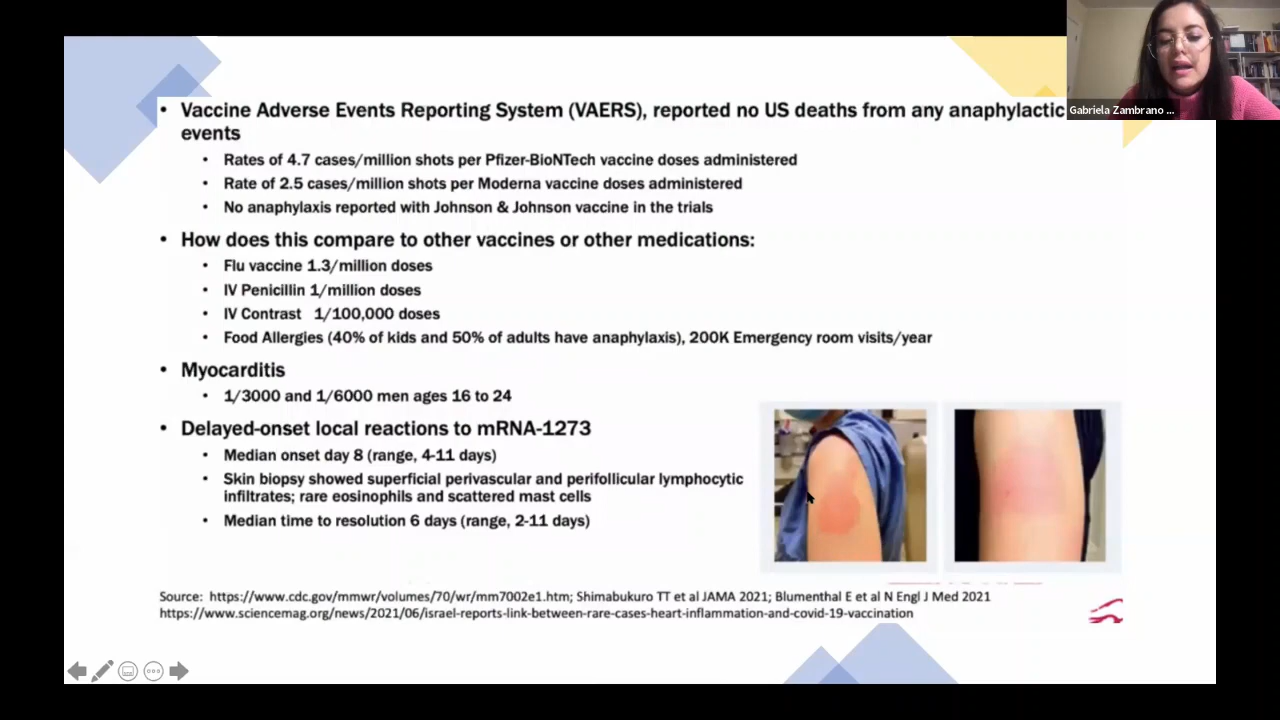 Vaccine Adverse Events Reporting System (VAERS), reported no US deaths from any anaphylactic
events
Rates of 4.7 cases/million shots per Pfizer-BioNTech vaccine doses administered
Rate of 2.5 cases/million shots per Moderna vaccine doses administered
No anaphylaxis reported with Johnson & Johnson vaccine in the trials
How does this compare to other vaccines or other medications:
Flu vaccine 1.3/million doses
IV Penicillin 1/million doses
IV Contrast 1/100,000 doses
Food Allergies (40% of kids and 50% of adults have anaphylaxis), 200K Emergency room visits/year
Myocarditis
1/3000 and 1/6000 men ages 16 to 24
Delayed-onset local reactions to mRNA-1273
Median onset day 8 (range, 4-11 days)
Skin biopsy showed superficial perivascular and perifollicular lymphocytic
infiltrates; rare eosinophils and scattered mast cells
Median time to resolution 6 days (range, 2-11 days)
Source: https://www.cdc.gov/mmwr/volumes/70/wr/mm7002e1.htm; Shimabukuro TT et al JAMA 2021; Blumenthal E et al N Engl J Med 2021
https://www.sciencemag.org/news/2021/06/israel-reports-link-between-rare-cases-heart-inflammation-and-covid-19-vaccination
Gabriela Zambrano ...